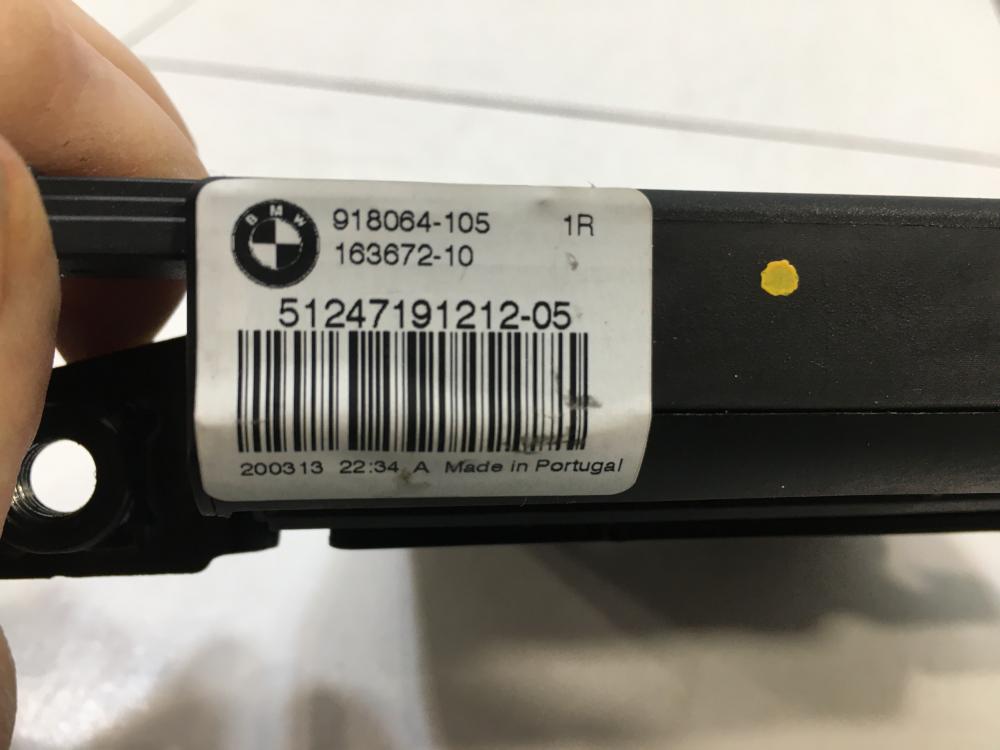 BMW
918064-105 1R
163672-10
51247191212-05
200313 22:34 A Made in Portugal